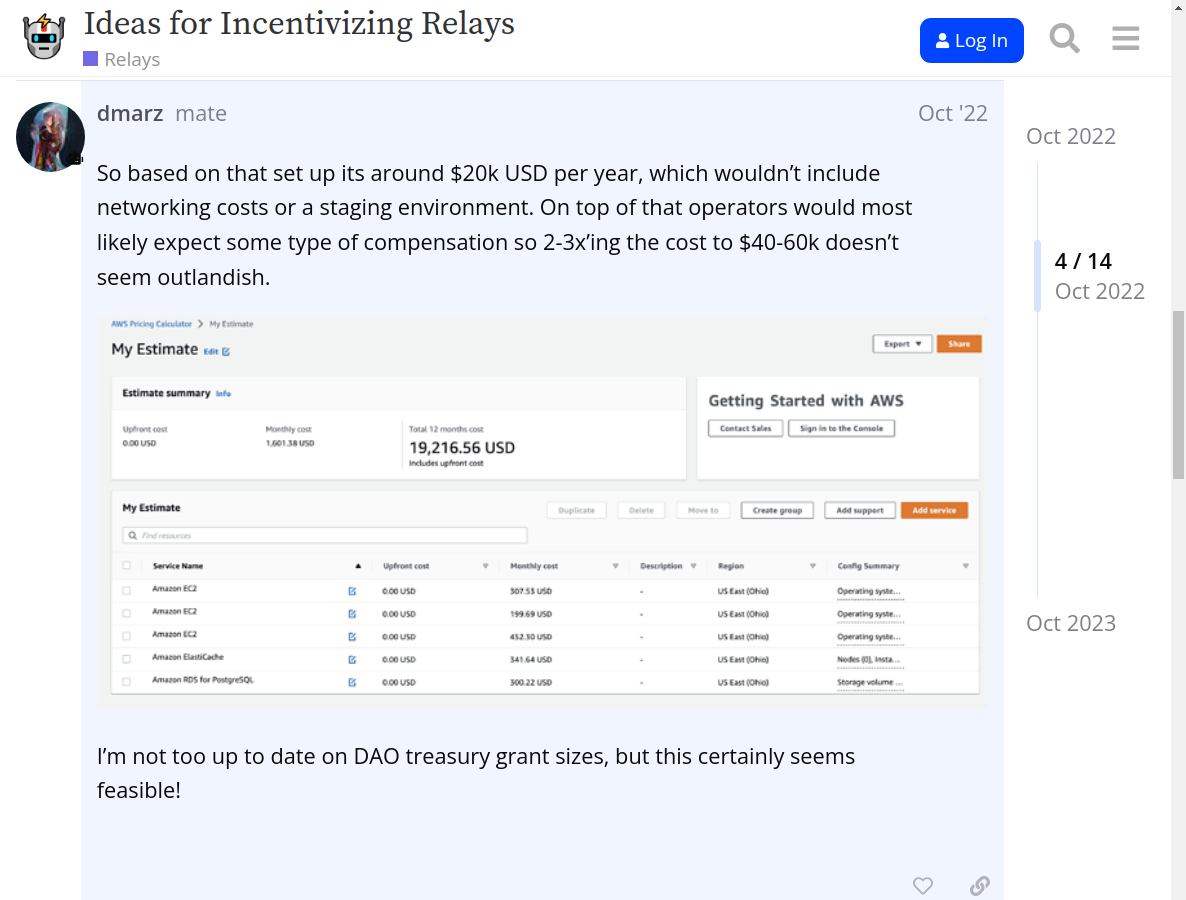 Ideas for Incentivizing Relays
Relays
Log In
dmarz mate
Oct '22
So based on that set up its around $20k USD per year, which wouldn’t include
networking costs or a staging environment. On top of that operators would most
likely expect some type of compensation so 2-3x’ing the cost to $40-60k doesn’t
seem outlandish.
AWS Pricing Calculator > My Estimate
My Estimate Edit
Export Share
Estimate summary Info
Upfront cost Monthly cost Total 12 months cost
0.00 USD 1,601.38 USD 19,216.56 USD
Includes upfront cost
Getting Started with AWS
Contact Sales Sign in to the Console
My Estimate
Duplicate Delete Move to Create group Add support Add service
Find resources
Service Name Upfront cost Monthly cost Description Region Config Summary
Amazon EC2 0.00 USD 307.53 USD - US East (Ohio) Operating syste...
Amazon EC2 0.00 USD 199.69 USD - US East (Ohio) Operating syste...
Amazon EC2 0.00 USD 452.30 USD - US East (Ohio) Operating syste...
Amazon ElastiCache 0.00 USD 341.64 USD - US East (Ohio) Nodes (0), Insta...
Amazon RDS for PostgreSQL 0.00 USD 300.22 USD - US East (Ohio) Storage volume ...
I’m not too up to date on DAO treasury grant sizes, but this certainly seems
feasible!
Oct 2022
4 / 14
Oct 2022
Oct 2023